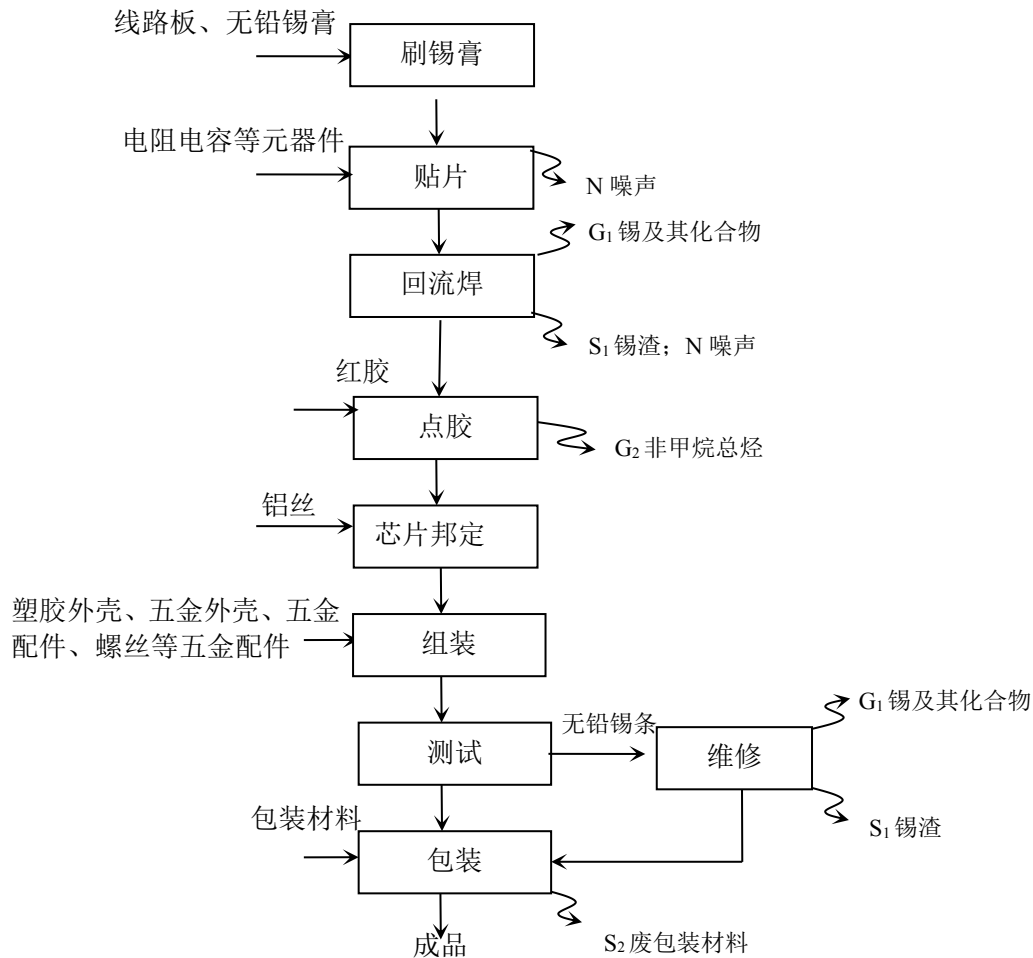 线路板、无铅锡膏
刷锡膏
电阻电容等元器件
贴片
N 噪声
G₁ 锡及其化合物
回流焊
S₁ 锡渣；N 噪声
红胶
点胶
G₂ 非甲烷总烃
铝丝
芯片邦定
塑胶外壳、五金外壳、五金
配件、螺丝等五金配件
组装
G₁ 锡及其化合物
无铅锡条
测试
维修
S₁ 锡渣
包装材料
包装
S₂ 废包装材料
成品